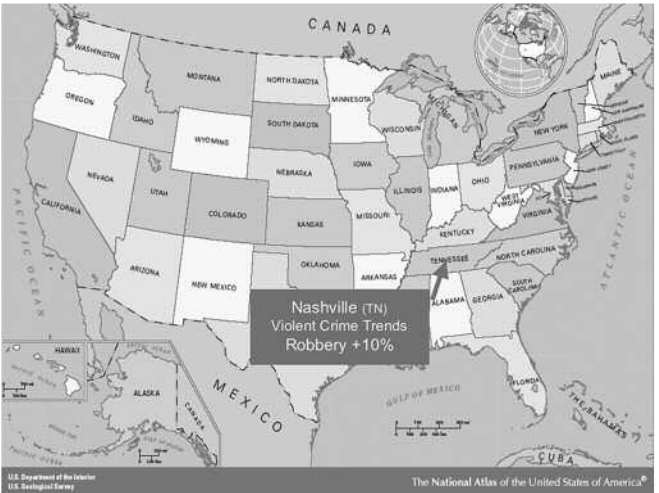 CANADA
WASHINGTON
MONTANA
NORTH DAKOTA
MINNESOTA
MAINE
OREGON
IDAHO
SOUTH DAKOTA
WISCONSIN
MICHIGAN
NEW YORK
WYOMING
NEVADA
NEBRASKA
IOWA
PENNSYLVANIA
UTAH
COLORADO
KANSAS
ILLINOIS
INDIANA
OHIO
WEST VIRGINIA
VIRGINIA
CALIFORNIA
MISSOURI
KENTUCKY
PACIFIC OCEAN
ATLANTIC OCEAN
ARIZONA
NEW MEXICO
OKLAHOMA
ARKANSAS
TENNESSEE
NORTH CAROLINA
SOUTH CAROLINA
ALABAMA
GEORGIA
Nashville (TN)
Violent Crime Trends
Robbery +10%
HAWAII
ALASKA
CANADA
MEXICO
GULF OF MEXICO
FLORIDA
THE BAHAMAS
CUBA
U.S. Department of the Interior
U.S. Geological Survey
The National Atlas of the United States of America®